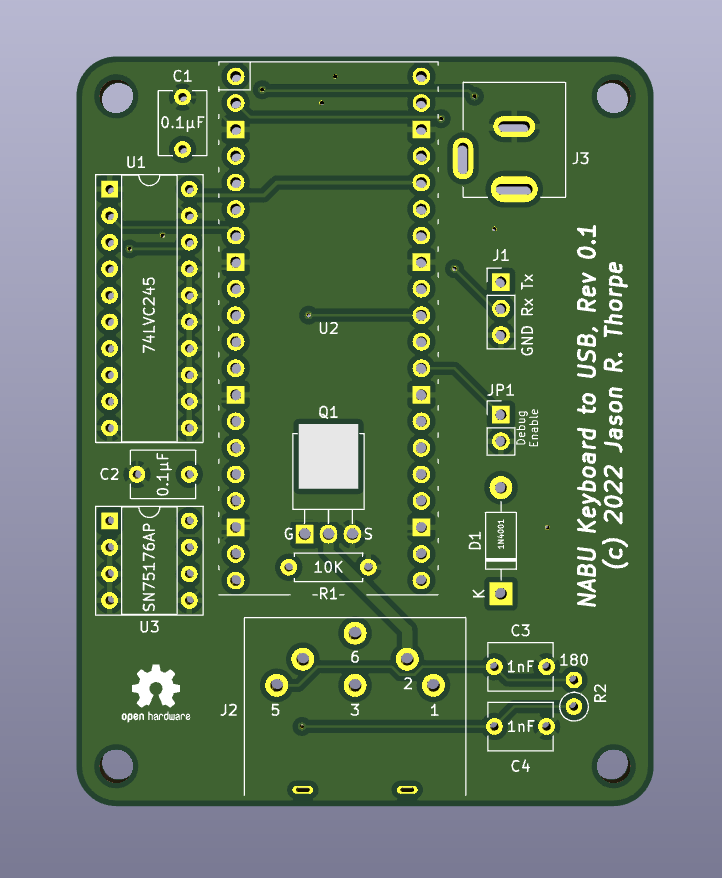 C1
0.1µF
U1
J3
74LVC245
J1
Tx
Rx
GND
U2
NABU Keyboard to USB, Rev 0.1
(c) 2022 Jason R. Thorpe
JP1
Debug
Enable
Q1
G
S
C2
0.1µF
D1
1N4001
K
SN75176AP
U3
10K
-R1-
C3
1nF
180
R2
6
2
5
3
1
J2
open hardware
1nF
C4